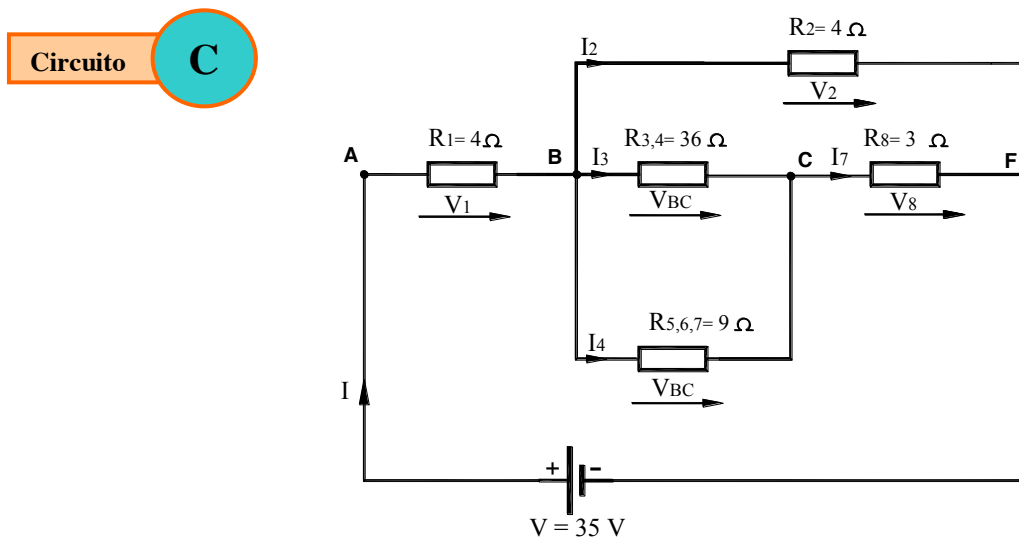 Circuito C
R2= 4 Ω
I2
V2
R1= 4Ω
R3,4= 36 Ω
R8= 3 Ω
A
B
I3
C
I7
F
V1
VBC
V8
R5,6,7= 9 Ω
I4
VBC
I
+ -
V = 35 V